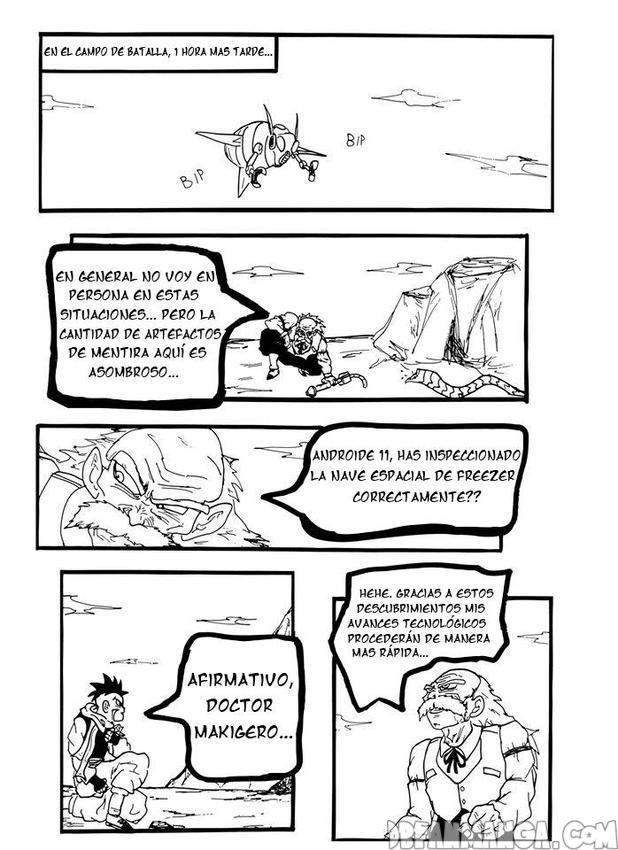 EN EL CAMPO DE BATALLA, 1 HORA MAS TARDE...
BIP
BIP
EN GENERAL NO VOY EN
PERSONA EN ESTAS
SITUACIONES... PERO LA
CANTIDAD DE ARTEFACTOS
DE MENTIRA AQUÍ ES
ASOMBROSO...
ANDROIDE 11, HAS INSPECCIONADO
LA NAVE ESPACIAL DE FREEZER
CORRECTAMENTE??
AFIRMATIVO,
DOCTOR
MAKIGERO...
HEHE. GRACIAS A ESTOS
DESCUBRIMIENTOS MIS
AVANCES TECNOLÓGICOS
PROCEDERÁN DE MANERA
MAS RÁPIDA...
DBFANMANGA.COM